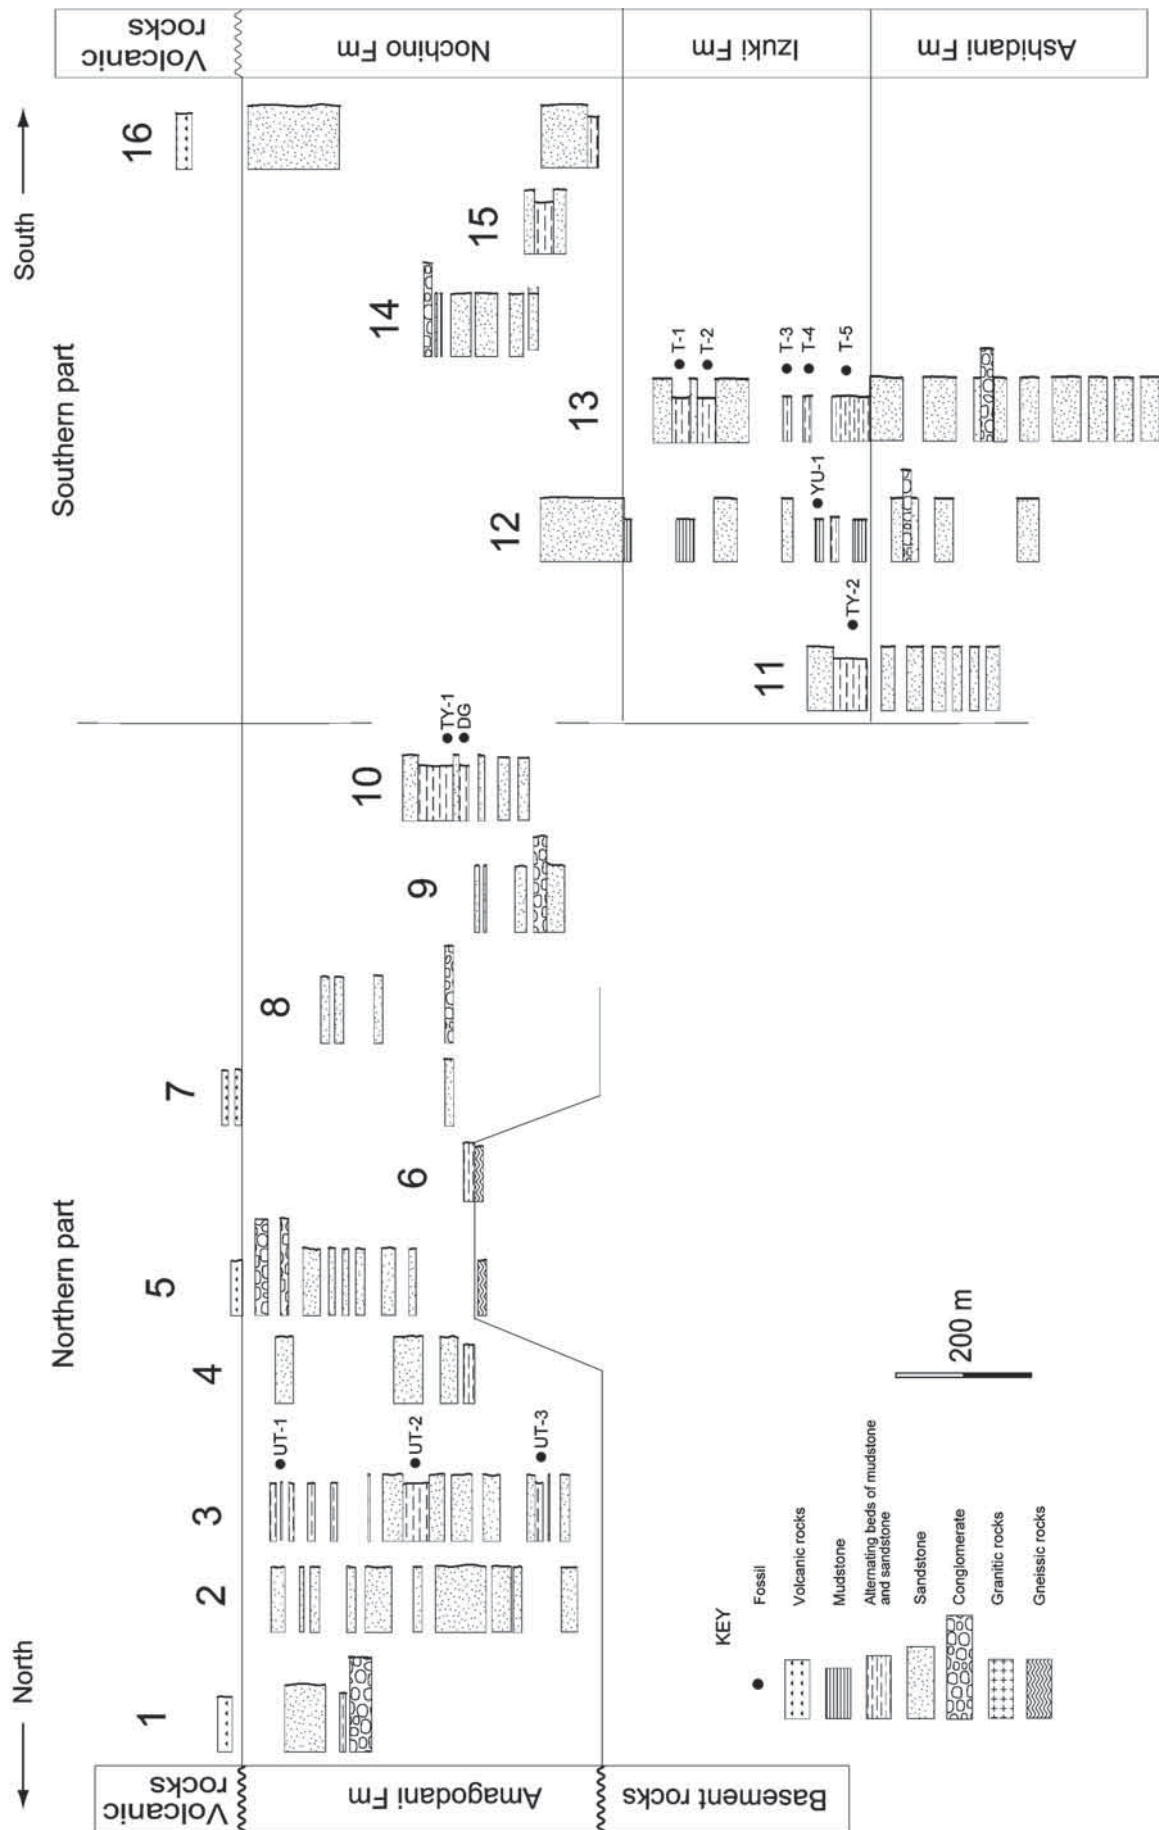 North
South
Northern part
Southern part
Volcanic
rocks
Amagodani Fm
Basement rocks
1
2
3
UT-1
UT-2
UT-3
4
5
6
7
8
9
10
TY-1
DG
11
TY-2
12
YU-1
13
T-1
T-2
T-3
T-4
T-5
14
15
16
Volcanic
rocks
Nochino Fm
Izuki Fm
Ashidani Fm
KEY
Fossil
Volcanic rocks
Mudstone
Alternating beds of mudstone
and sandstone
Sandstone
Conglomerate
Granitic rocks
Gneissic rocks
200 m